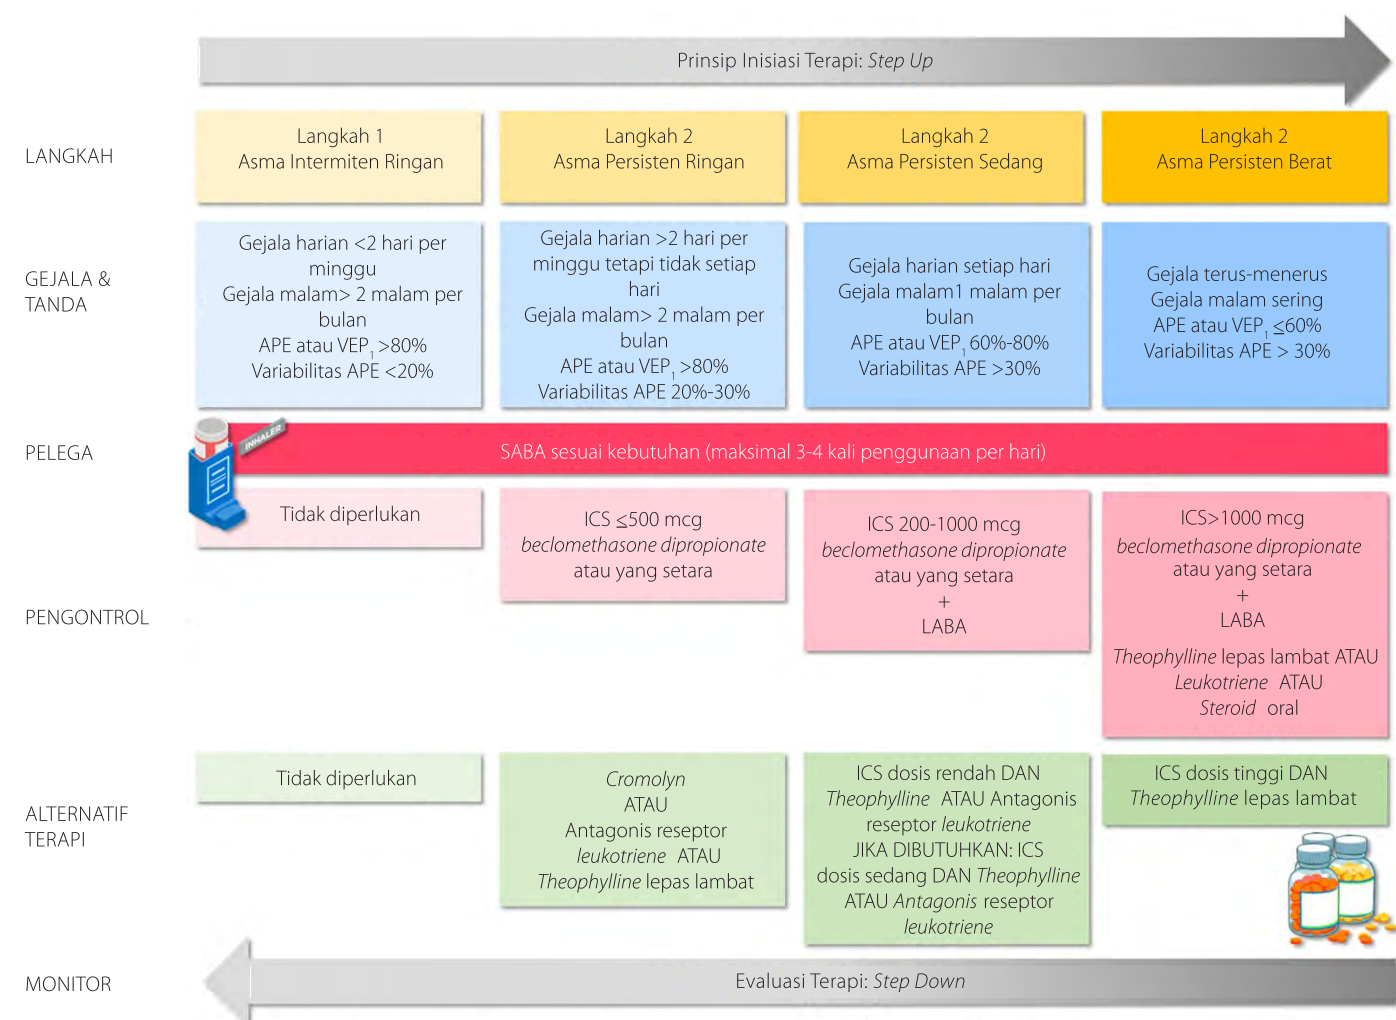 Prinsip Inisiasi Terapi: Step Up
LANGKAH
Langkah 1
Asma Intermiten Ringan
Langkah 2
Asma Persisten Ringan
Langkah 2
Asma Persisten Sedang
Langkah 2
Asma Persisten Berat
GEJALA &
TANDA
Gejala harian <2 hari per
minggu
Gejala malam> 2 malam per
bulan
APE atau VEP1 >80%
Variabilitas APE <20%
Gejala harian >2 hari per
minggu tetapi tidak setiap
hari
Gejala malam> 2 malam per
bulan
APE atau VEP1 >80%
Variabilitas APE 20%-30%
Gejala harian setiap hari
Gejala malam1 malam per
bulan
APE atau VEP1 60%-80%
Variabilitas APE >30%
Gejala terus-menerus
Gejala malam sering
APE atau VEP1 ≤60%
Variabilitas APE > 30%
PELEGA
INHALER
SABA sesuai kebutuhan (maksimal 3-4 kali penggunaan per hari)
PENGONTROL
Tidak diperlukan
ICS ≤500 mcg
beclomethasone dipropionate
atau yang setara
ICS 200-1000 mcg
beclomethasone dipropionate
atau yang setara
+
LABA
ICS>1000 mcg
beclomethasone dipropionate
atau yang setara
+
LABA
Theophylline lepas lambat ATAU
Leukotriene ATAU
Steroid oral
ALTERNATIF
TERAPI
Tidak diperlukan
Cromolyn
ATAU
Antagonis reseptor
leukotriene ATAU
Theophylline lepas lambat
ICS dosis rendah DAN
Theophylline ATAU Antagonis
reseptor leukotriene
JIKA DIBUTUHKAN: ICS
dosis sedang DAN Theophylline
ATAU Antagonis reseptor
leukotriene
ICS dosis tinggi DAN
Theophylline lepas lambat
MONITOR
Evaluasi Terapi: Step Down